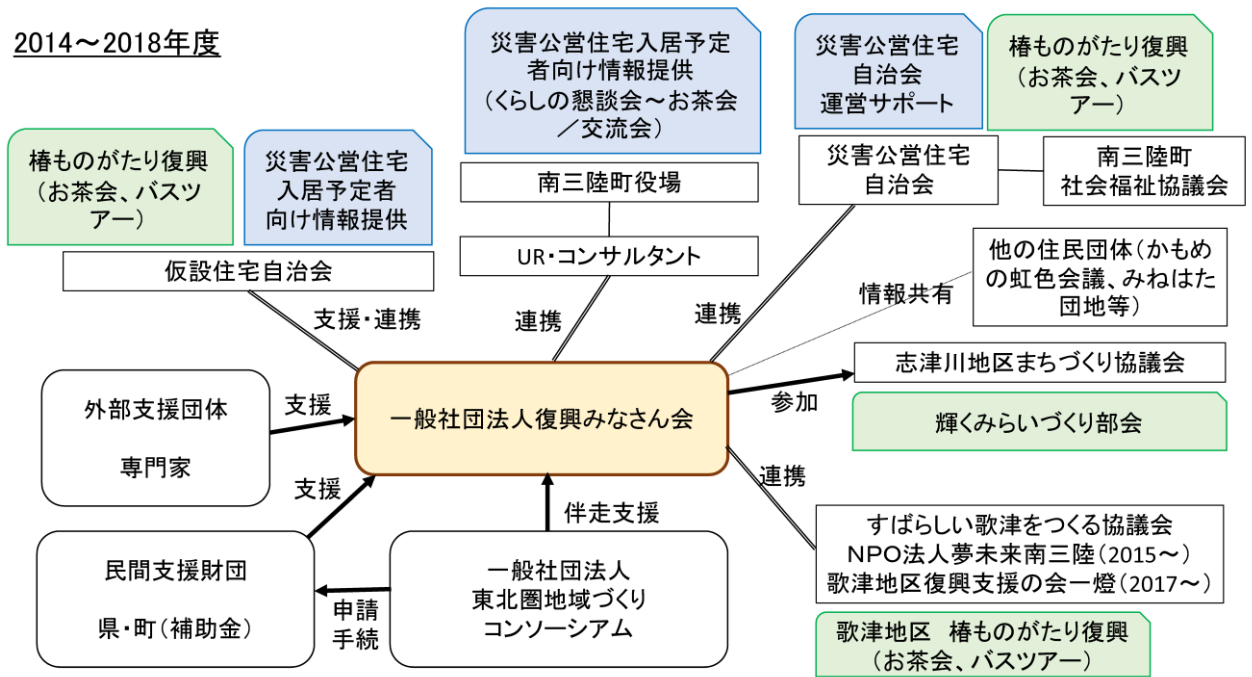 2014～2018年度
災害公営住宅入居予定
者向け情報提供
（くらしの懇談会～お茶会
／交流会）
災害公営住宅
自治会
運営サポート
椿ものがたり復興
（お茶会、バスツ
アー）
椿ものがたり復興
（お茶会、バスツ
アー）
災害公営住宅
入居予定者
向け情報提供
南三陸町役場
災害公営住宅
自治会
南三陸町
社会福祉協議会
仮設住宅自治会
UR・コンサルタント
他の住民団体（かもめ
の虹色会議、みねはた
団地等）
支援・連携
連携
連携
情報共有
志津川地区まちづくり協議会
外部支援団体
専門家
支援
一般社団法人復興みなさん会
参加
輝くみらいづくり部会
支援
伴走支援
連携
民間支援財団
県・町（補助金）
申請
手続
一般社団法人
東北圏地域づくり
コンソーシアム
すばらしい歌津をつくる協議会
NPO法人夢未来南三陸（2015～）
歌津地区復興支援の会一燈（2017～）
歌津地区　椿ものがたり復興
（お茶会、バスツアー）